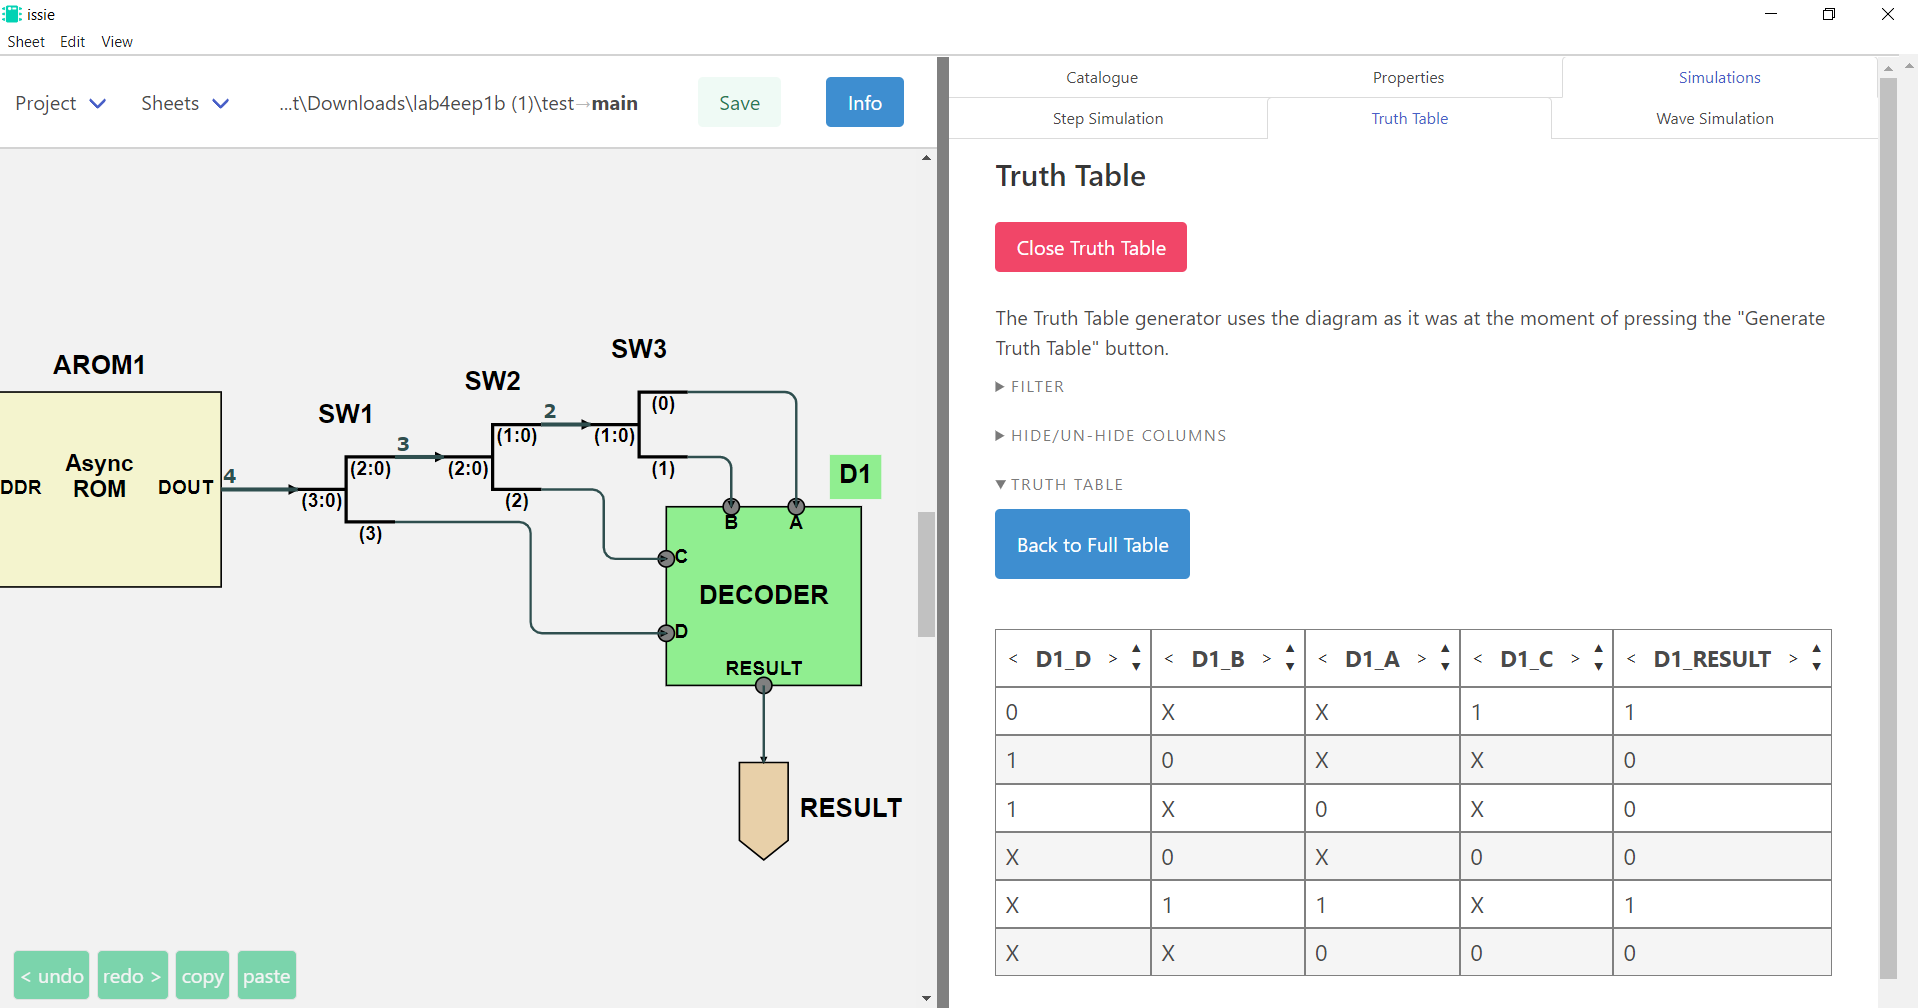 issie
Sheet Edit View
Project Sheets ...t\Downloads\lab4eep1b (1)\test→main Save Info
Catalogue Properties Simulations
Step Simulation Truth Table Wave Simulation
Truth Table
Close Truth Table
The Truth Table generator uses the diagram as it was at the moment of pressing the "Generate
Truth Table" button.
FILTER
HIDE/UN-HIDE COLUMNS
TRUTH TABLE
Back to Full Table
< D1_D > < D1_B > < D1_A > < D1_C > < D1_RESULT >
0 X X 1 1
1 0 X X 0
1 X 0 X 0
X 0 X 0 0
X 1 1 X 1
X X 0 0 0
AROM1
DDR
Async
ROM
DOUT
4
SW1
(3:0)
(2:0)
(3)
3
SW2
(2:0)
(1:0)
(2)
2
SW3
(1:0)
(0)
(1)
D1
B A
C
DECODER
D
RESULT
RESULT
< undo redo > copy paste